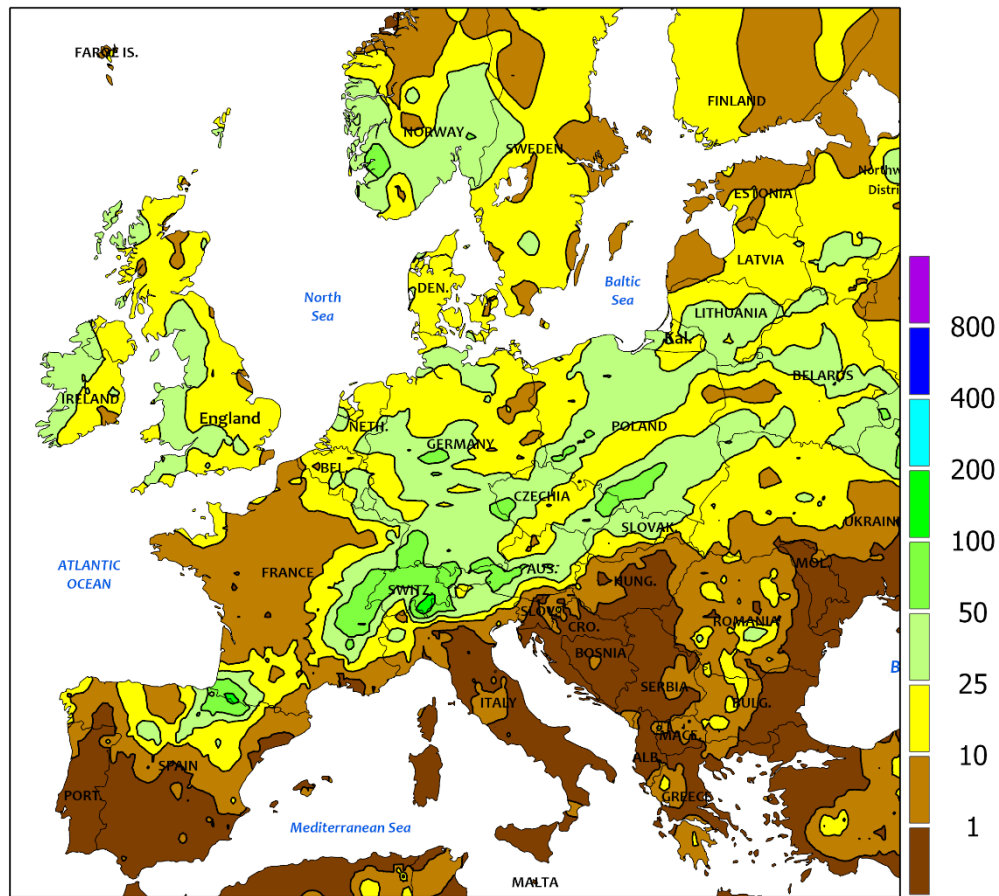 FAROE IS.
FINLAND
NORWAY
SWEDEN
Northw
Distri
ESTONIA
LATVIA
North
Sea
Baltic
Sea
DEN.
LITHUANIA
Kal.
800
BELARUS
IRELAND
England
NETH.
400
POLAND
GERMANY
BEL.
200
CZECHIA
SLOVAK.
UKRAINE
100
ATLANTIC
OCEAN
FRANCE
AUS.
MOL.
SWITZ.
HUNG.
50
SLOV.
CRO.
ROMANIA
BOSNIA
B
SERBIA
25
ITALY
BULG.
MACE.
10
SPAIN
ALB.
PORT.
GREECE
Mediterranean Sea
1
MALTA